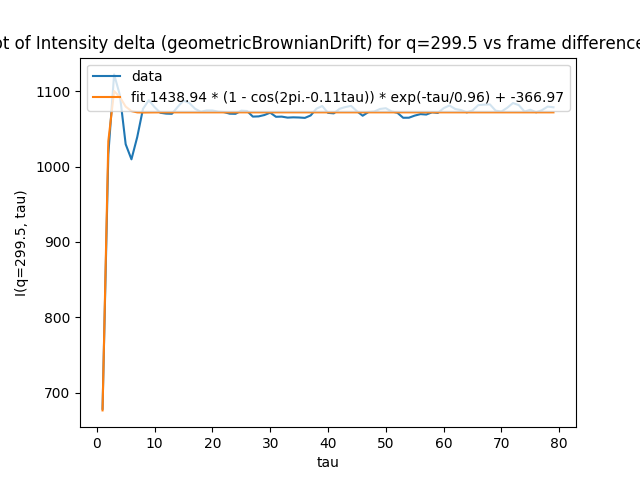 ot of Intensity delta (geometricBrownianDrift) for q=299.5 vs frame difference
data
fit 1438.94 * (1 - cos(2pi.-0.11tau)) * exp(-tau/0.96) + -366.97
1100
1000
900
800
700
I(q=299.5, tau)
0 10 20 30 40 50 60 70 80
tau